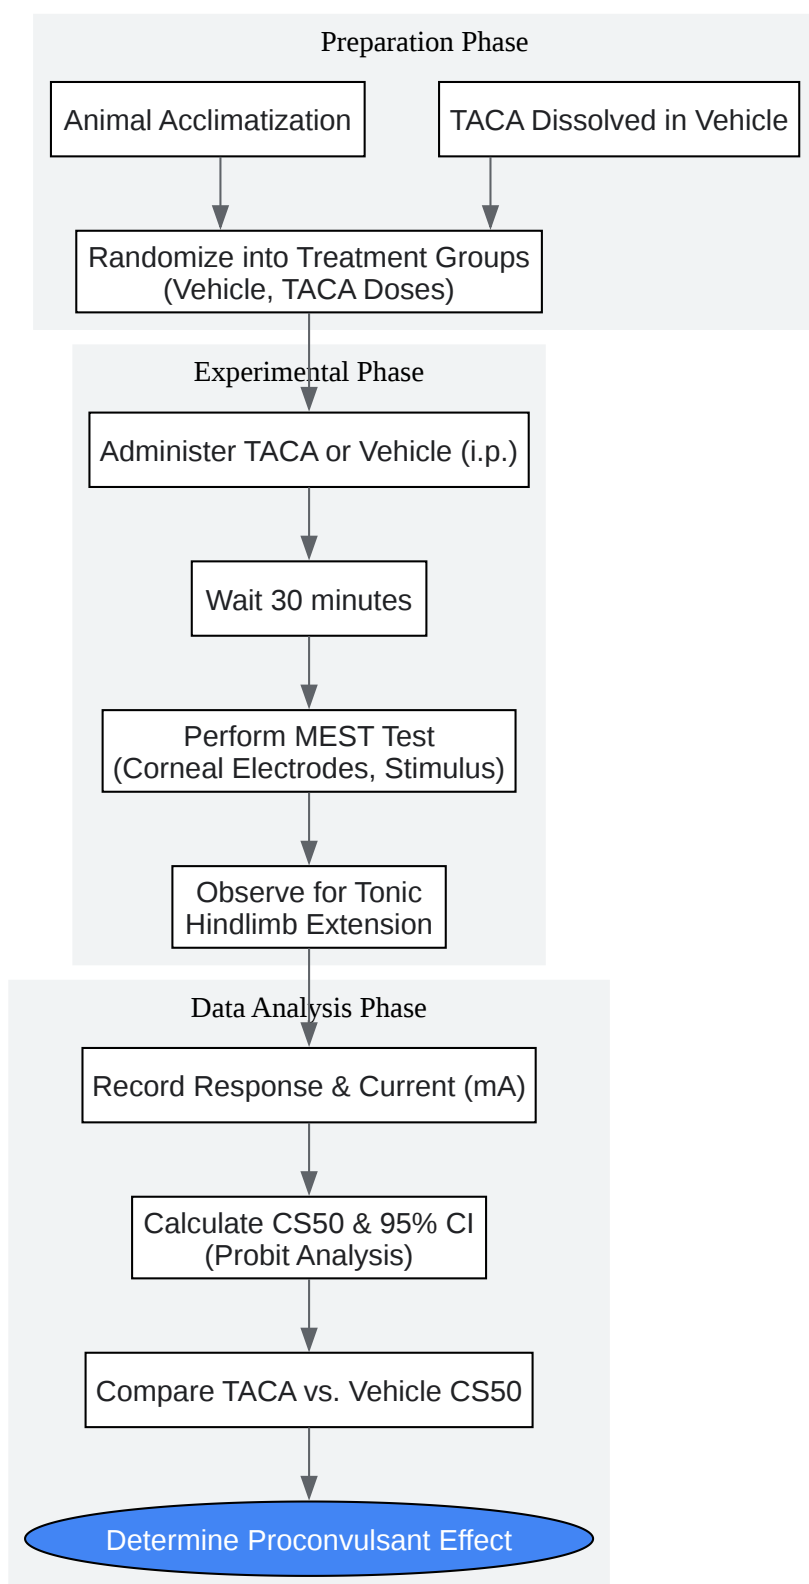 Preparation Phase
Animal Acclimatization
TACA Dissolved in Vehicle
Randomize into Treatment Groups
(Vehicle, TACA Doses)
Experimental Phase
Administer TACA or Vehicle (i.p.)
Wait 30 minutes
Perform MEST Test
(Corneal Electrodes, Stimulus)
Observe for Tonic
Hindlimb Extension
Data Analysis Phase
Record Response & Current (mA)
Calculate CS50 & 95% CI
(Probit Analysis)
Compare TACA vs. Vehicle CS50
Determine Proconvulsant Effect